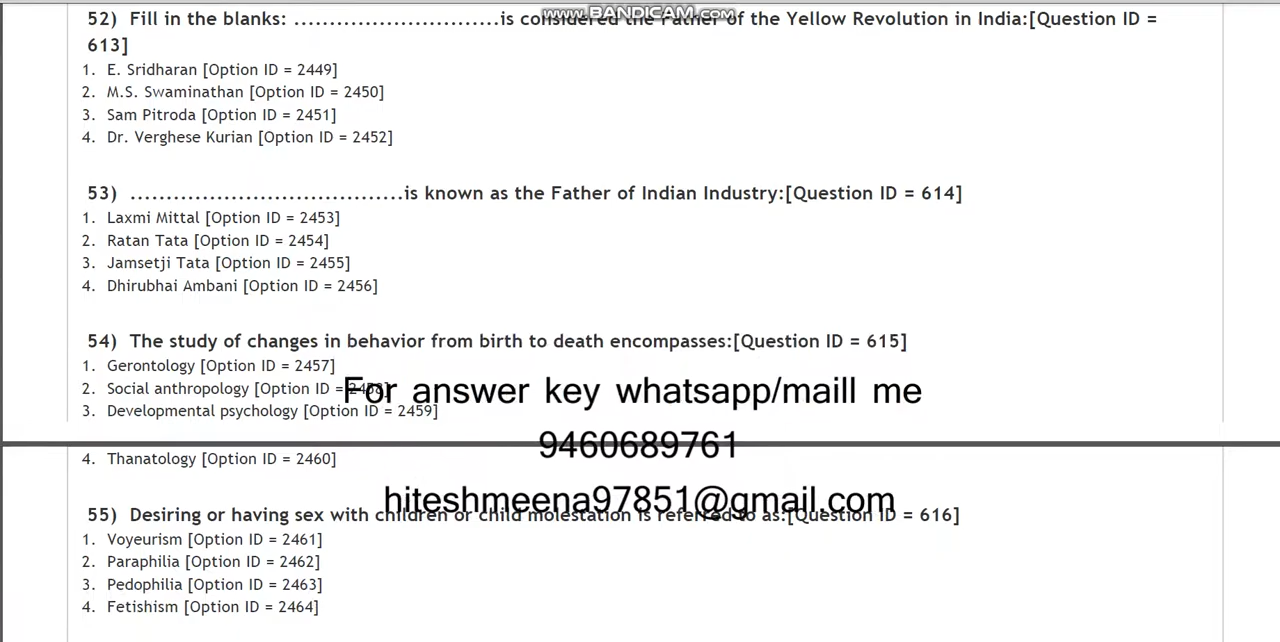 www.BANDICAM.com
52) Fill in the blanks: .............................is considered the Father of the Yellow Revolution in India:[Question ID =
613]
1. E. Sridharan [Option ID = 2449]
2. M.S. Swaminathan [Option ID = 2450]
3. Sam Pitroda [Option ID = 2451]
4. Dr. Verghese Kurian [Option ID = 2452]
53) ......................................is known as the Father of Indian Industry:[Question ID = 614]
1. Laxmi Mittal [Option ID = 2453]
2. Ratan Tata [Option ID = 2454]
3. Jamsetji Tata [Option ID = 2455]
4. Dhirubhai Ambani [Option ID = 2456]
54) The study of changes in behavior from birth to death encompasses:[Question ID = 615]
1. Gerontology [Option ID = 2457]
2. Social anthropology [Option ID = 2458]
For answer key whatsapp/maill me
3. Developmental psychology [Option ID = 2459]
9460689761
4. Thanatology [Option ID = 2460]
hiteshmeena97851@gmail.com
55) Desiring or having sex with children or child molestation is referred to as:[Question ID = 616]
1. Voyeurism [Option ID = 2461]
2. Paraphilia [Option ID = 2462]
3. Pedophilia [Option ID = 2463]
4. Fetishism [Option ID = 2464]